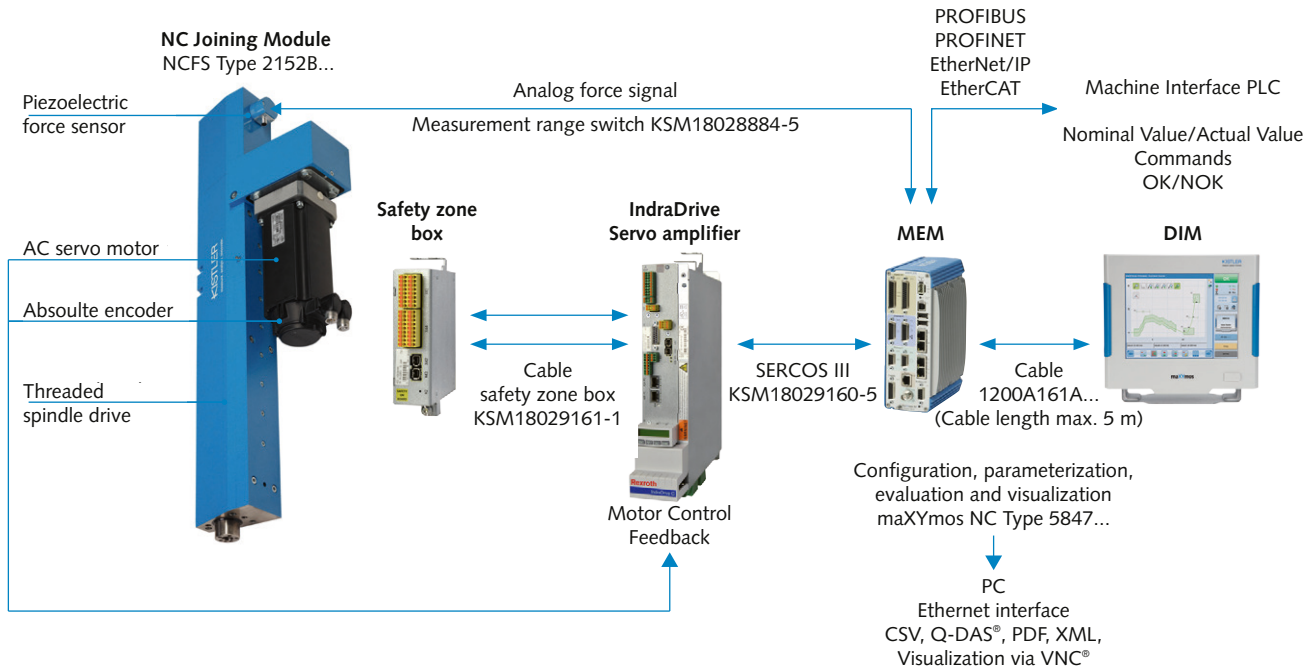 NC Joining Module
NCFS Type 2152B...
Piezoelectric
force sensor
AC servo motor
Absoulte encoder
Threaded
spindle drive
KISTLER
Analog force signal
Measurement range switch KSM18028884-5
PROFIBUS
PROFINET
EtherNet/IP
EtherCAT
Machine Interface PLC
Nominal Value/Actual Value
Commands
OK/NOK
Safety zone
box
IndraDrive
Servo amplifier
MEM
DIM
KISTLER
maXYmos
Cable
safety zone box
KSM18029161-1
SERCOS III
KSM18029160-5
Cable
1200A161A...
(Cable length max. 5 m)
Rexroth
Motor Control
Feedback
Configuration, parameterization,
evaluation and visualization
maXYmos NC Type 5847...
PC
Ethernet interface
CSV, Q-DAS®, PDF, XML,
Visualization via VNC®